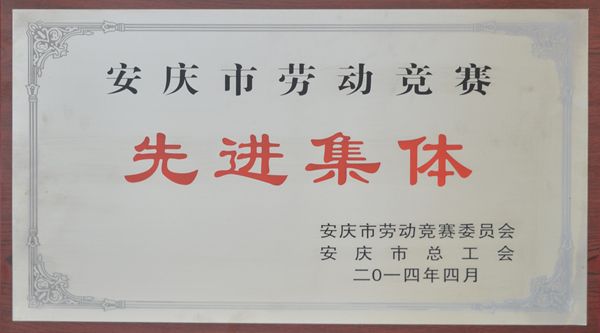 安庆市劳动竞赛
先进集体
安庆市劳动竞赛委员会
安庆市总工会
二0一四年四月